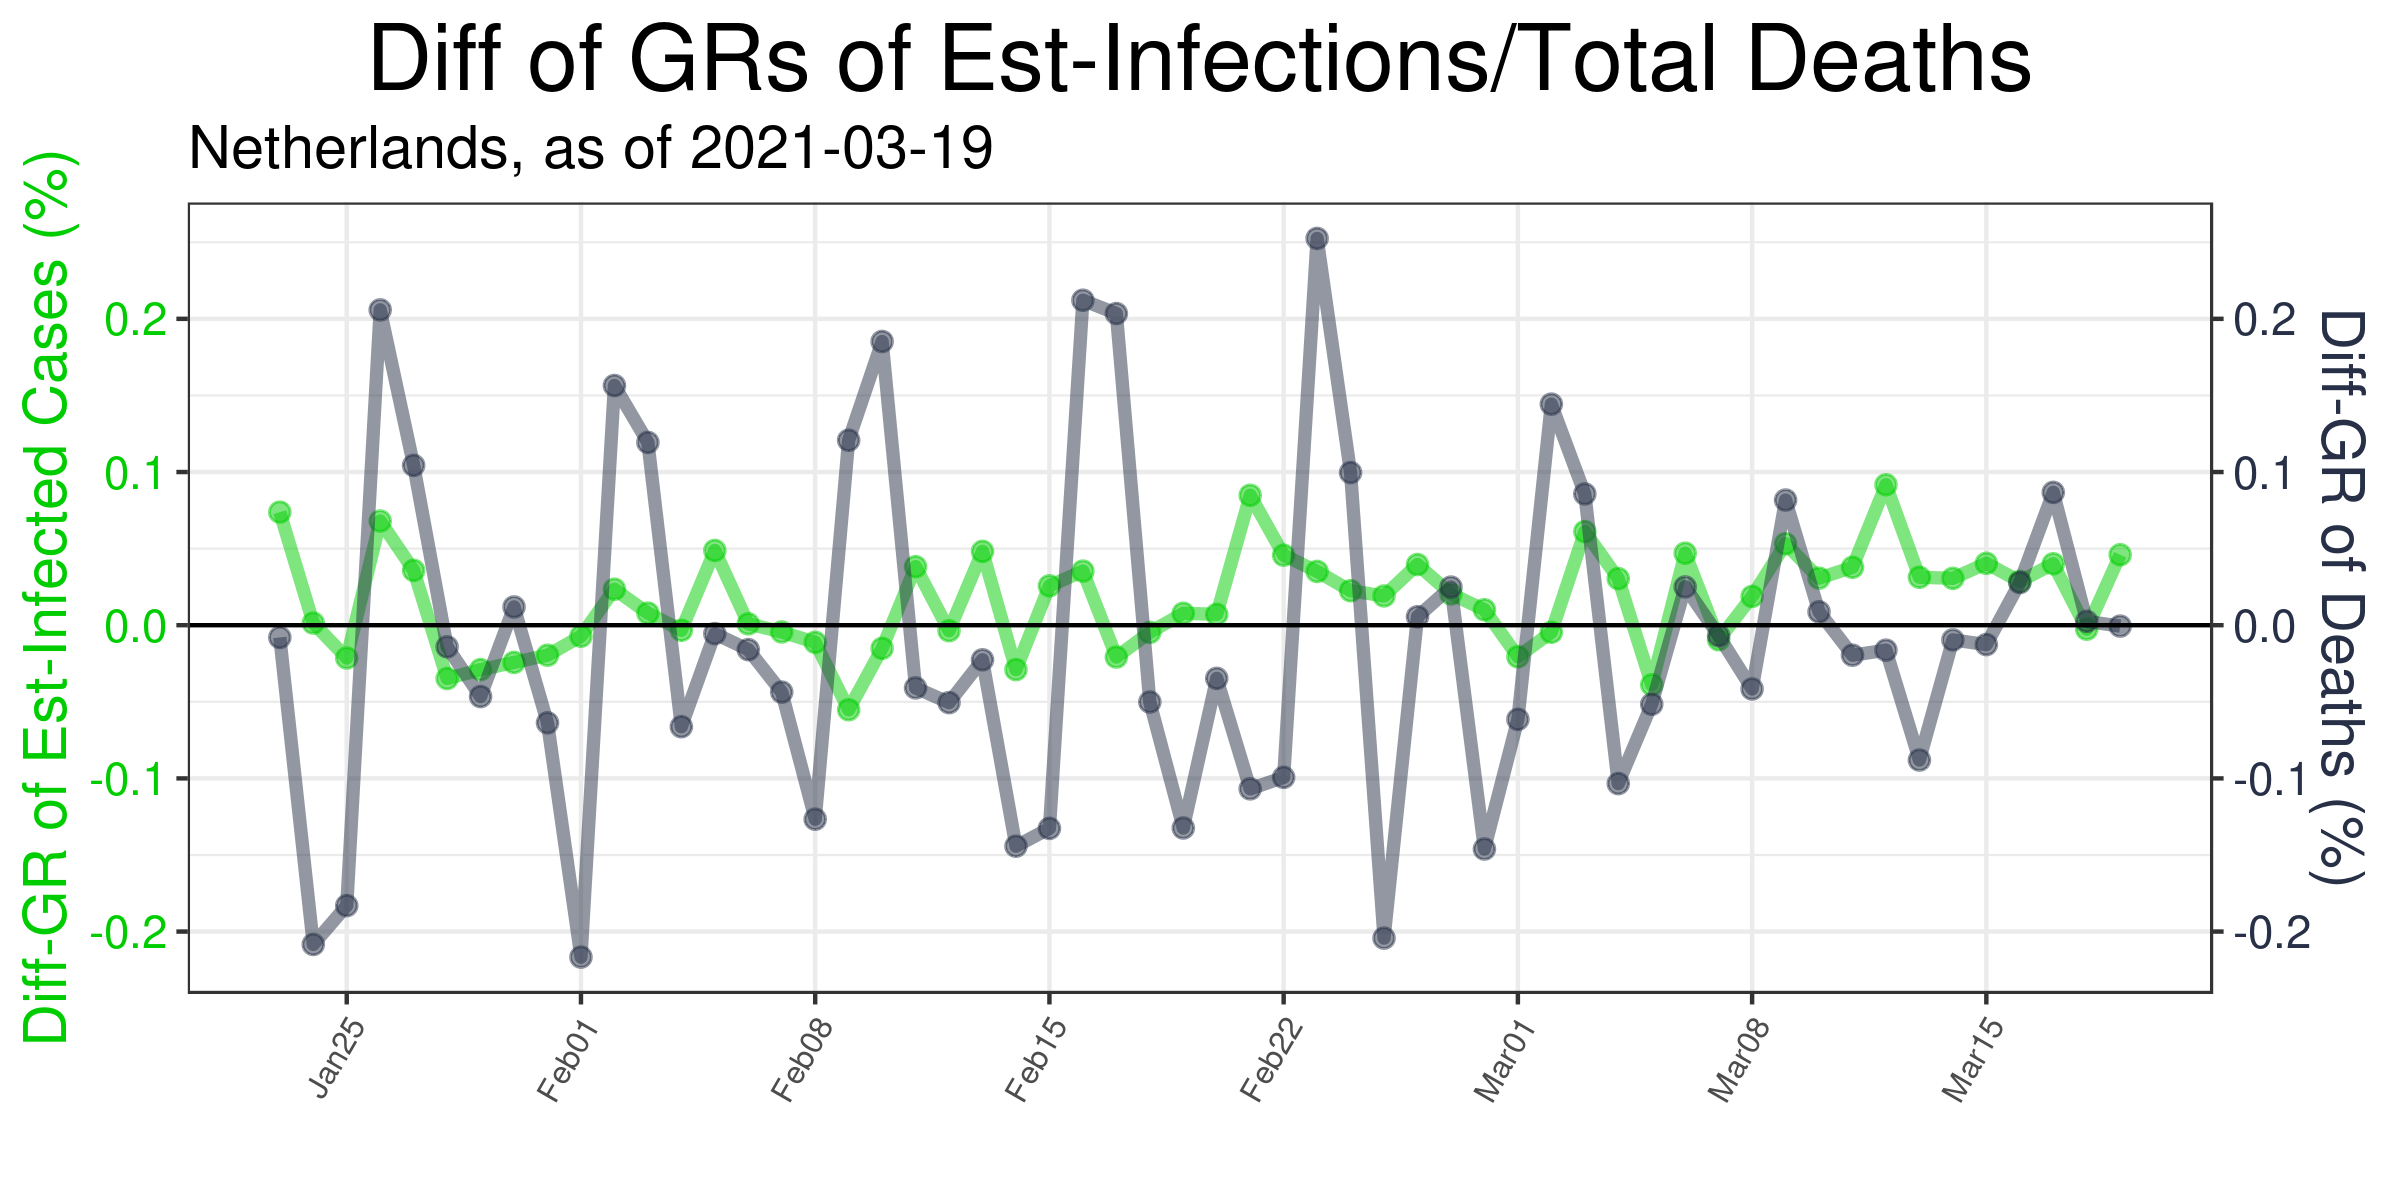 Diff of GRs of Est-Infections/Total Deaths
Netherlands, as of 2021-03-19
Diff-GR of Est-Infected Cases (%)
0.2
0.1
0.0
-0.1
-0.2
0.2
0.1
0.0
-0.1
-0.2
Diff-GR of Deaths (%)
Jan25
Feb01
Feb08
Feb15
Feb22
Mar01
Mar08
Mar15